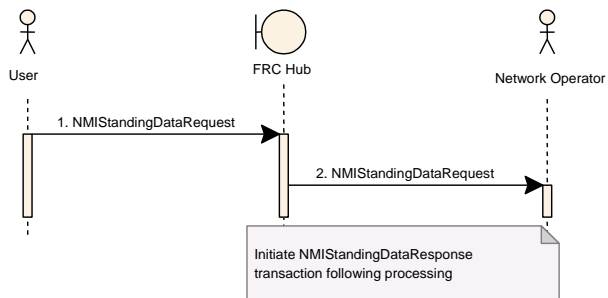 User
FRC Hub
Network Operator
1. NMIStandingDataRequest
2. NMIStandingDataRequest
Initiate NMIStandingDataResponse
transaction following processing